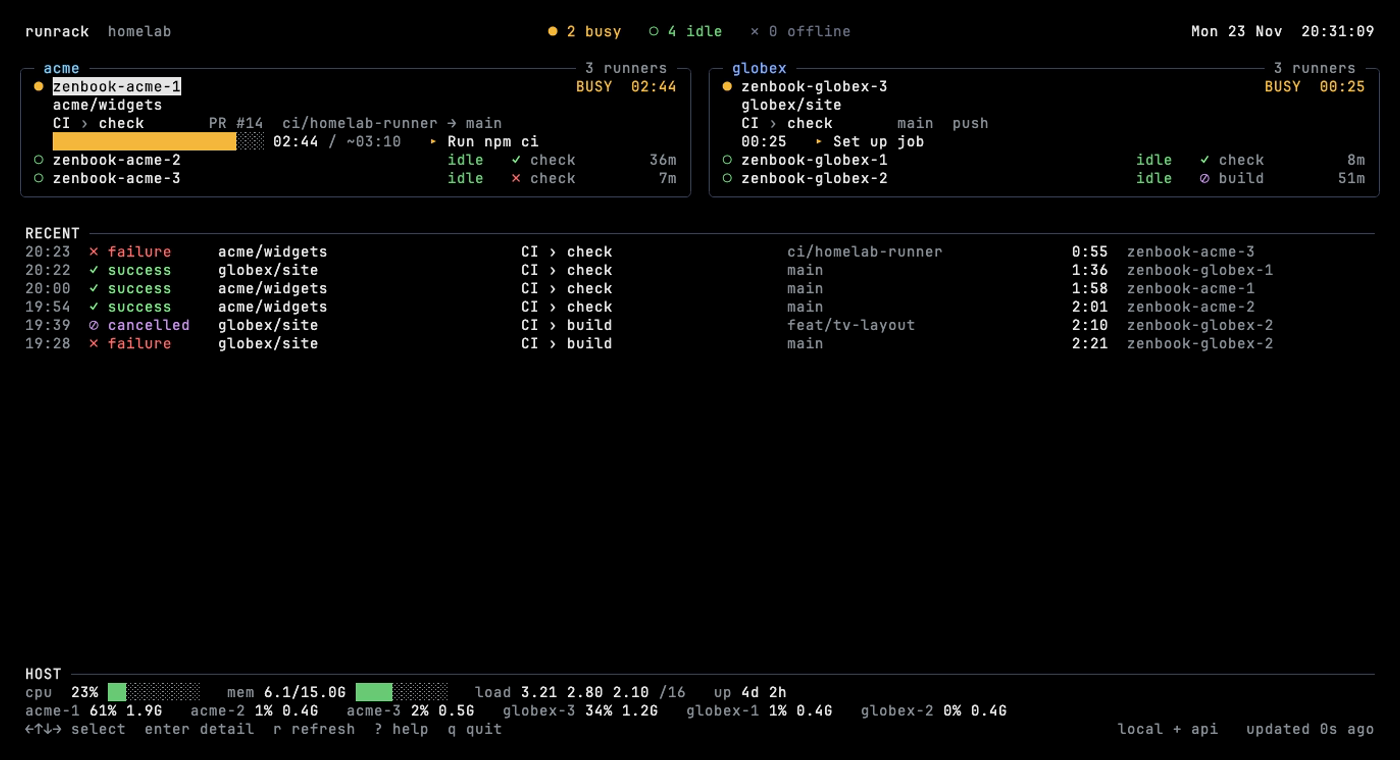 runrack homelab ● 2 busy ○ 4 idle × 0 offline Mon 23 Nov 20:31:09
acme 3 runners
● zenbook-acme-1 BUSY 02:44
acme/widgets
CI › check PR #14 ci/homelab-runner → main
02:44 / ~03:10 ▸ Run npm ci
○ zenbook-acme-2 idle ✓ check 36m
○ zenbook-acme-3 idle × check 7m
globex 3 runners
● zenbook-globex-3 BUSY 00:25
globex/site
CI › check main push
00:25 ▸ Set up job
○ zenbook-globex-1 idle ✓ check 8m
○ zenbook-globex-2 idle ⊘ build 51m
RECENT
20:23 × failure acme/widgets CI › check ci/homelab-runner 0:55 zenbook-acme-3
20:22 ✓ success globex/site CI › check main 1:36 zenbook-globex-1
20:00 ✓ success acme/widgets CI › check main 1:58 zenbook-acme-1
19:54 ✓ success acme/widgets CI › check main 2:01 zenbook-acme-2
19:39 ⊘ cancelled globex/site CI › build feat/tv-layout 2:10 zenbook-globex-2
19:28 × failure globex/site CI › build main 2:21 zenbook-globex-2
HOST
cpu 23% mem 6.1/15.0G load 3.21 2.80 2.10 /16 up 4d 2h
acme-1 61% 1.9G acme-2 1% 0.4G acme-3 2% 0.5G globex-3 34% 1.2G globex-1 1% 0.4G globex-2 0% 0.4G
←↑↓→ select enter detail r refresh ? help q quit local + api updated 0s ago